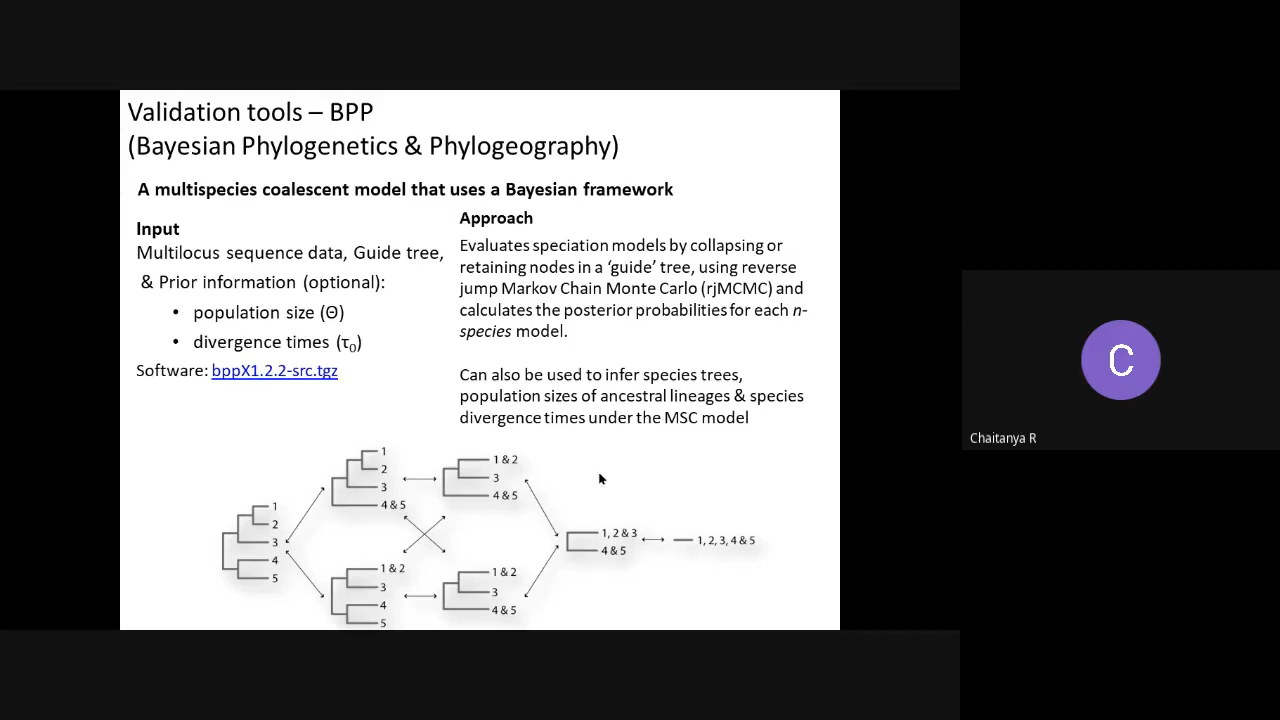 Validation tools – BPP
(Bayesian Phylogenetics & Phylogeography)
A multispecies coalescent model that uses a Bayesian framework
Input
Multilocus sequence data, Guide tree,
& Prior information (optional):
• population size (Θ)
• divergence times (τ0)
Software: bppX1.2.2-src.tgz
Approach
Evaluates speciation models by collapsing or
retaining nodes in a ‘guide’ tree, using reverse
jump Markov Chain Monte Carlo (rjMCMC) and
calculates the posterior probabilities for each n-
species model.
Can also be used to infer species trees,
population sizes of ancestral lineages & species
divergence times under the MSC model
1
2
3
4
5
1
2
3
4 & 5
1 & 2
3
4
5
1 & 2
3
4 & 5
1 & 2
3
4 & 5
1, 2 & 3
4 & 5
1, 2, 3, 4 & 5
C
Chaitanya R